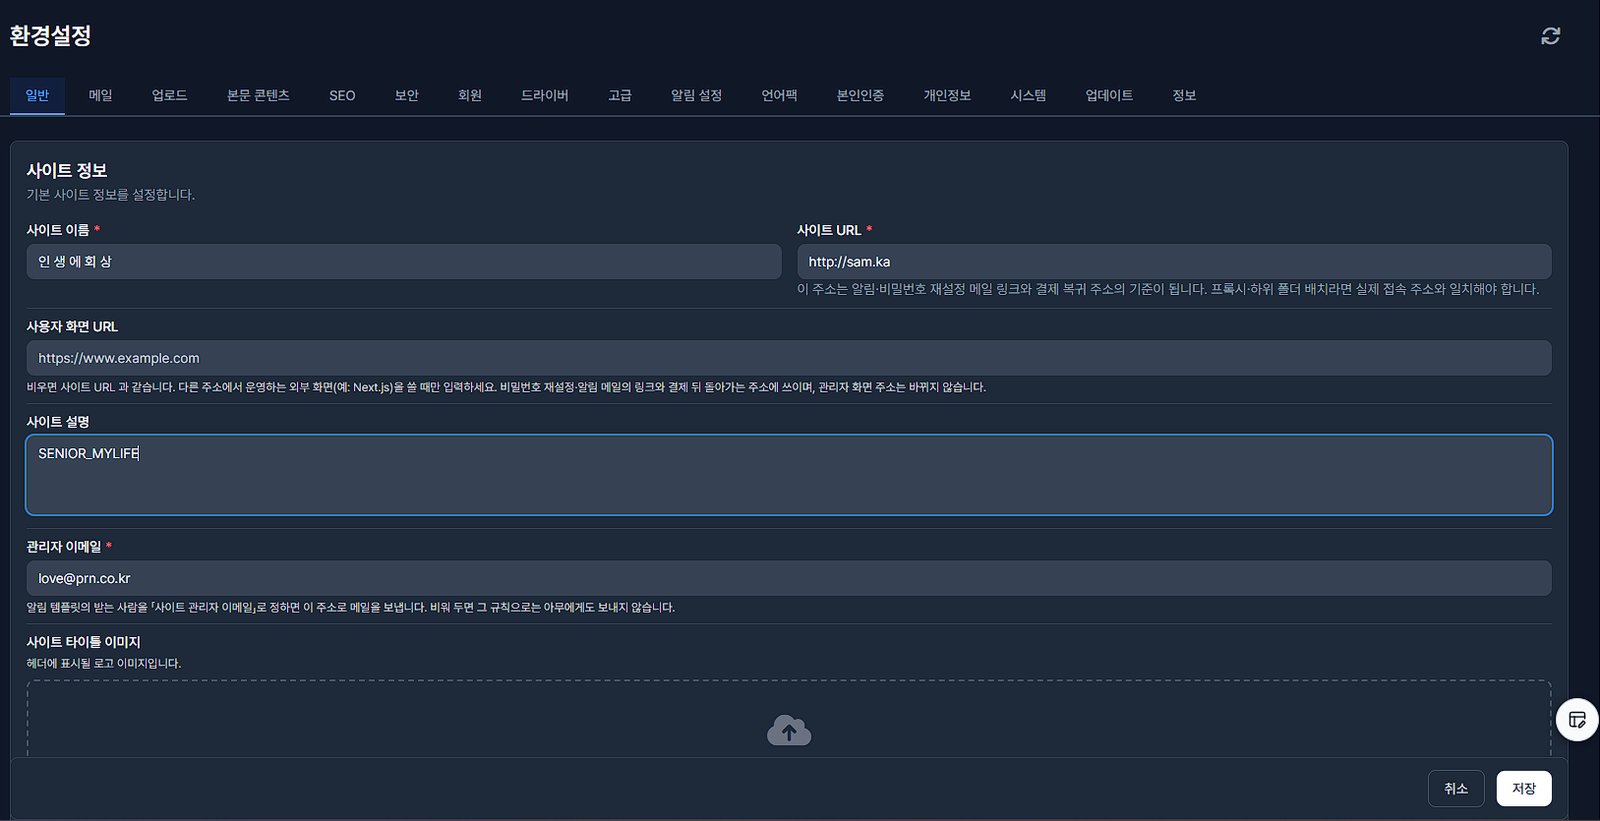 환경설정
일반 메일 업로드 본문 콘텐츠 SEO 보안 회원 드라이버 고급 알림 설정 언어팩 본인인증 개인정보 시스템 업데이트 정보
사이트 정보
기본 사이트 정보를 설정합니다.
사이트 이름 *
인 생 에 회 상
사이트 URL *
http://sam.ka
이 주소는 알림·비밀번호 재설정 메일 링크와 결제 복귀 주소의 기준이 됩니다. 프록시·하위 폴더 배치라면 실제 접속 주소와 일치해야 합니다.
사용자 화면 URL
https://www.example.com
비우면 사이트 URL 과 같습니다. 다른 주소에서 운영하는 외부 화면(예: Next.js)을 쓸 때만 입력하세요. 비밀번호 재설정·알림 메일의 링크와 결제 뒤 돌아가는 주소에 쓰이며, 관리자 화면 주소는 바뀌지 않습니다.
사이트 설명
SENIOR_MYLIFE
관리자 이메일 *
love@prn.co.kr
알림 템플릿의 받는 사람을 「사이트 관리자 이메일」로 정하면 이 주소로 메일을 보냅니다. 비워 두면 그 규칙으로는 아무에게도 보내지 않습니다.
사이트 타이틀 이미지
헤더에 표시될 로고 이미지입니다.
취소 저장